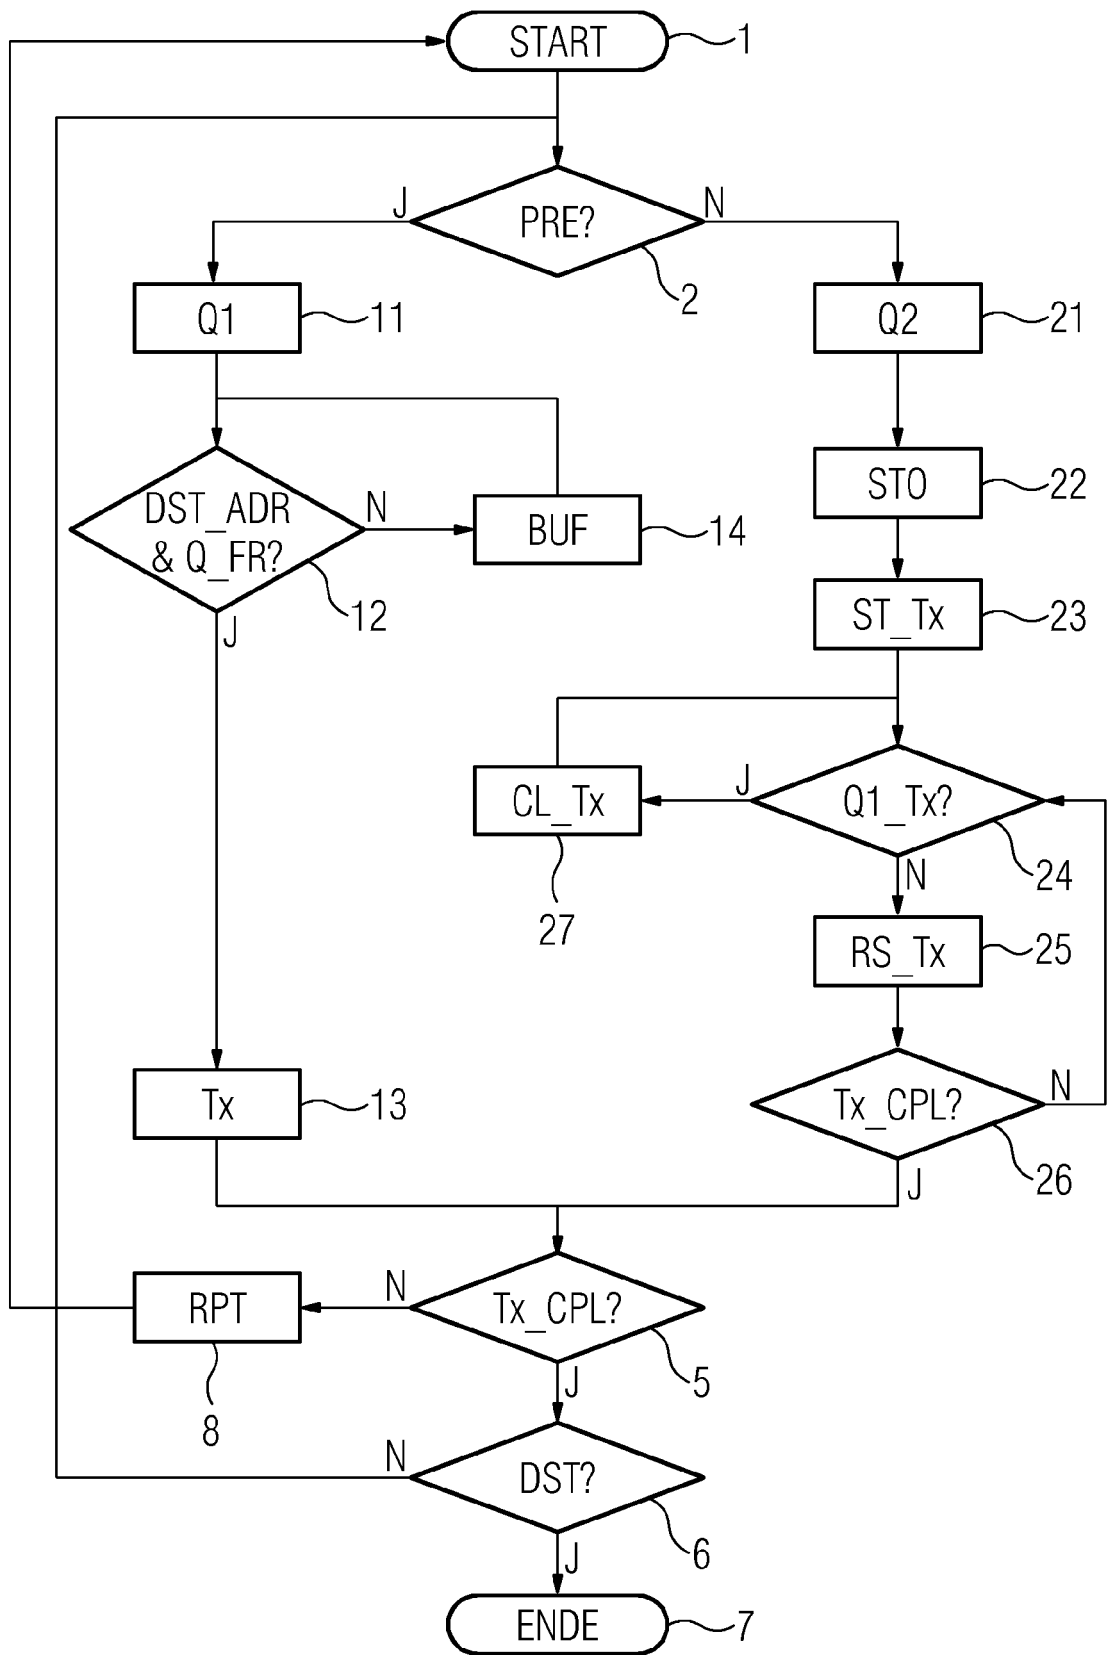 START
1
J
PRE?
N
2
Q1
11
Q2
21
DST_ADR
& Q_FR?
N
BUF
14
STO
22
12
J
ST_Tx
23
CL_Tx
J
Q1_Tx?
27
24
N
RS_Tx
25
Tx
13
Tx_CPL?
N
26
J
RPT
N
Tx_CPL?
8
5
J
N
DST?
6
J
ENDE
7